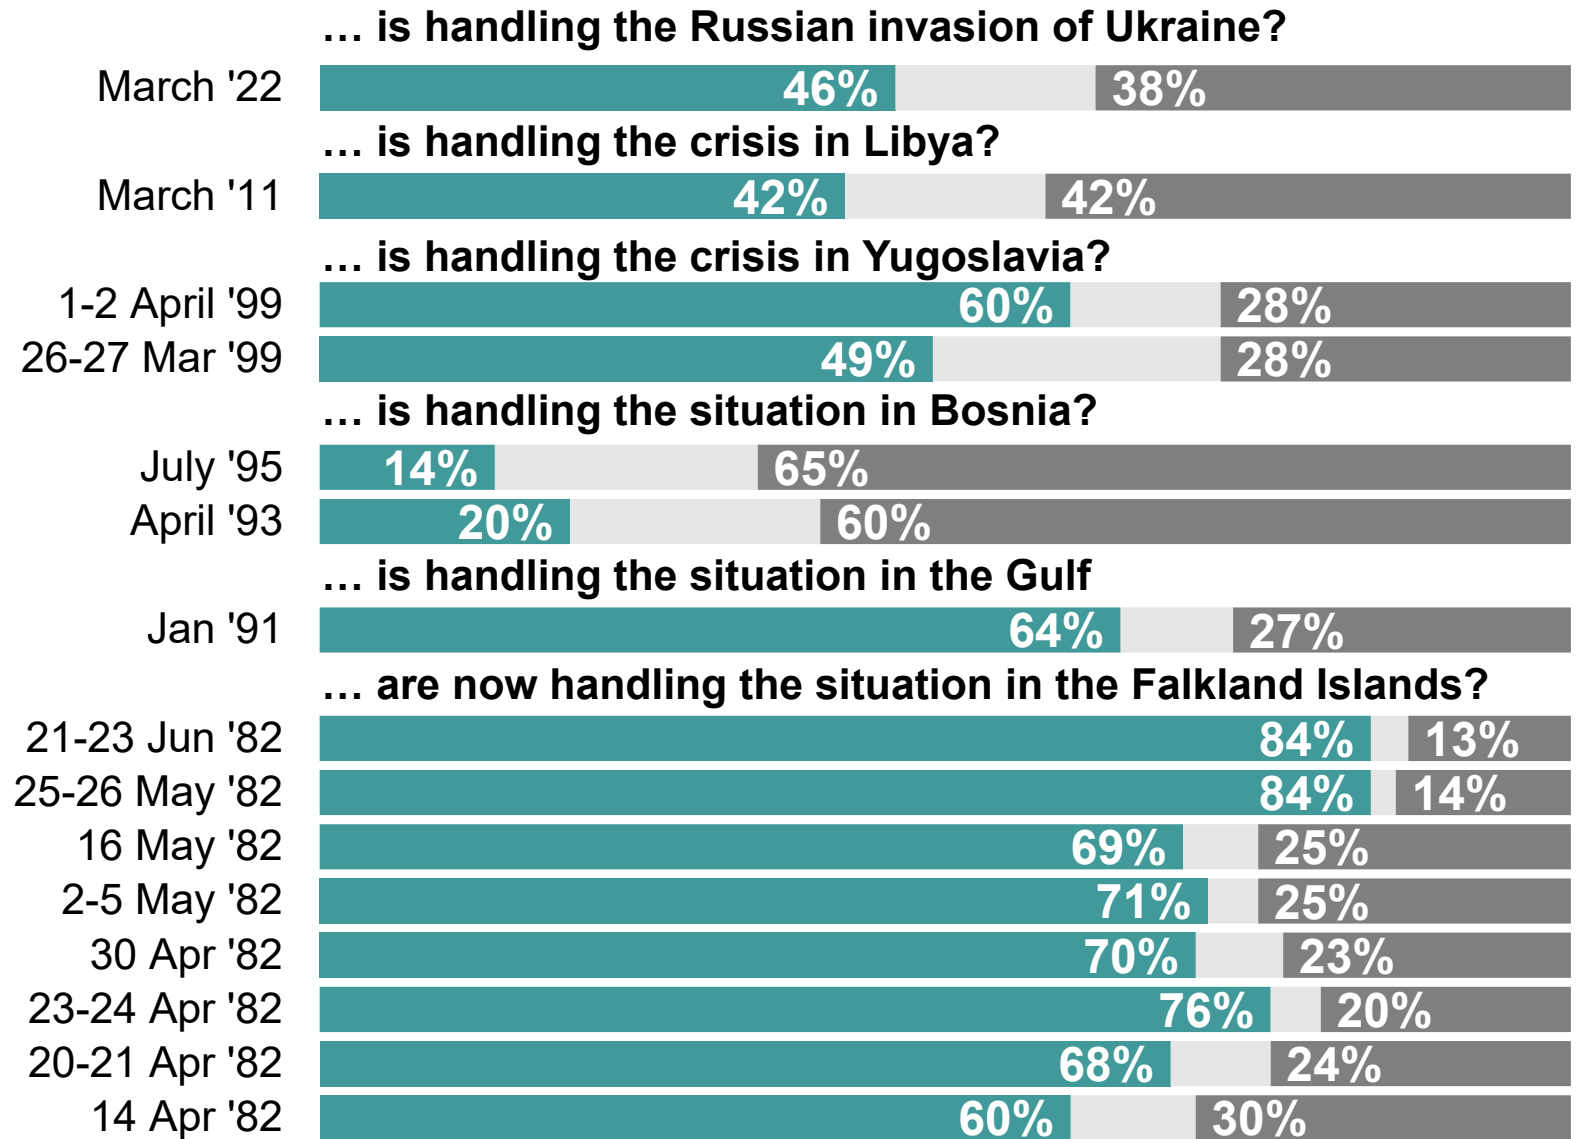 … is handling the Russian invasion of Ukraine?
March '22 46% 38%
… is handling the crisis in Libya?
March '11 42% 42%
… is handling the crisis in Yugoslavia?
1-2 April '99 60% 28%
26-27 Mar '99 49% 28%
… is handling the situation in Bosnia?
July '95 14% 65%
April '93 20% 60%
… is handling the situation in the Gulf
Jan '91 64% 27%
… are now handling the situation in the Falkland Islands?
21-23 Jun '82 84% 13%
25-26 May '82 84% 14%
16 May '82 69% 25%
2-5 May '82 71% 25%
30 Apr '82 70% 23%
23-24 Apr '82 76% 20%
20-21 Apr '82 68% 24%
14 Apr '82 60% 30%